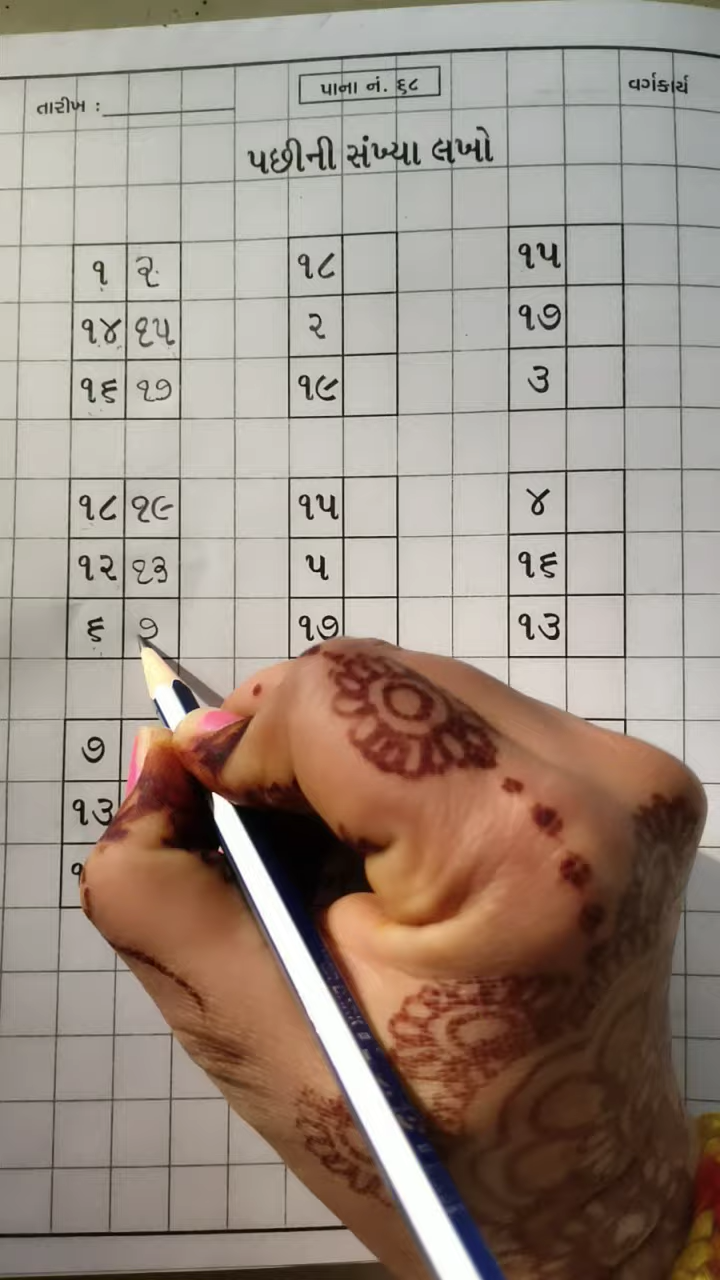 તારીખ : પાના નં. ૬૮ વર્ગકાર્ય
પછીની સંખ્યા લખો
૧ ૨ ૧૮ ૧૫
૧૪ ૧૫ ૨ ૧૭
૧૬ ૧૭ ૧૯ ૩
૧૮ ૧૯ ૧૫ ૪
૧૨ ૧૩ ૫ ૧૬
૬ ૭ ૧૭ ૧૩
૭
૧૩